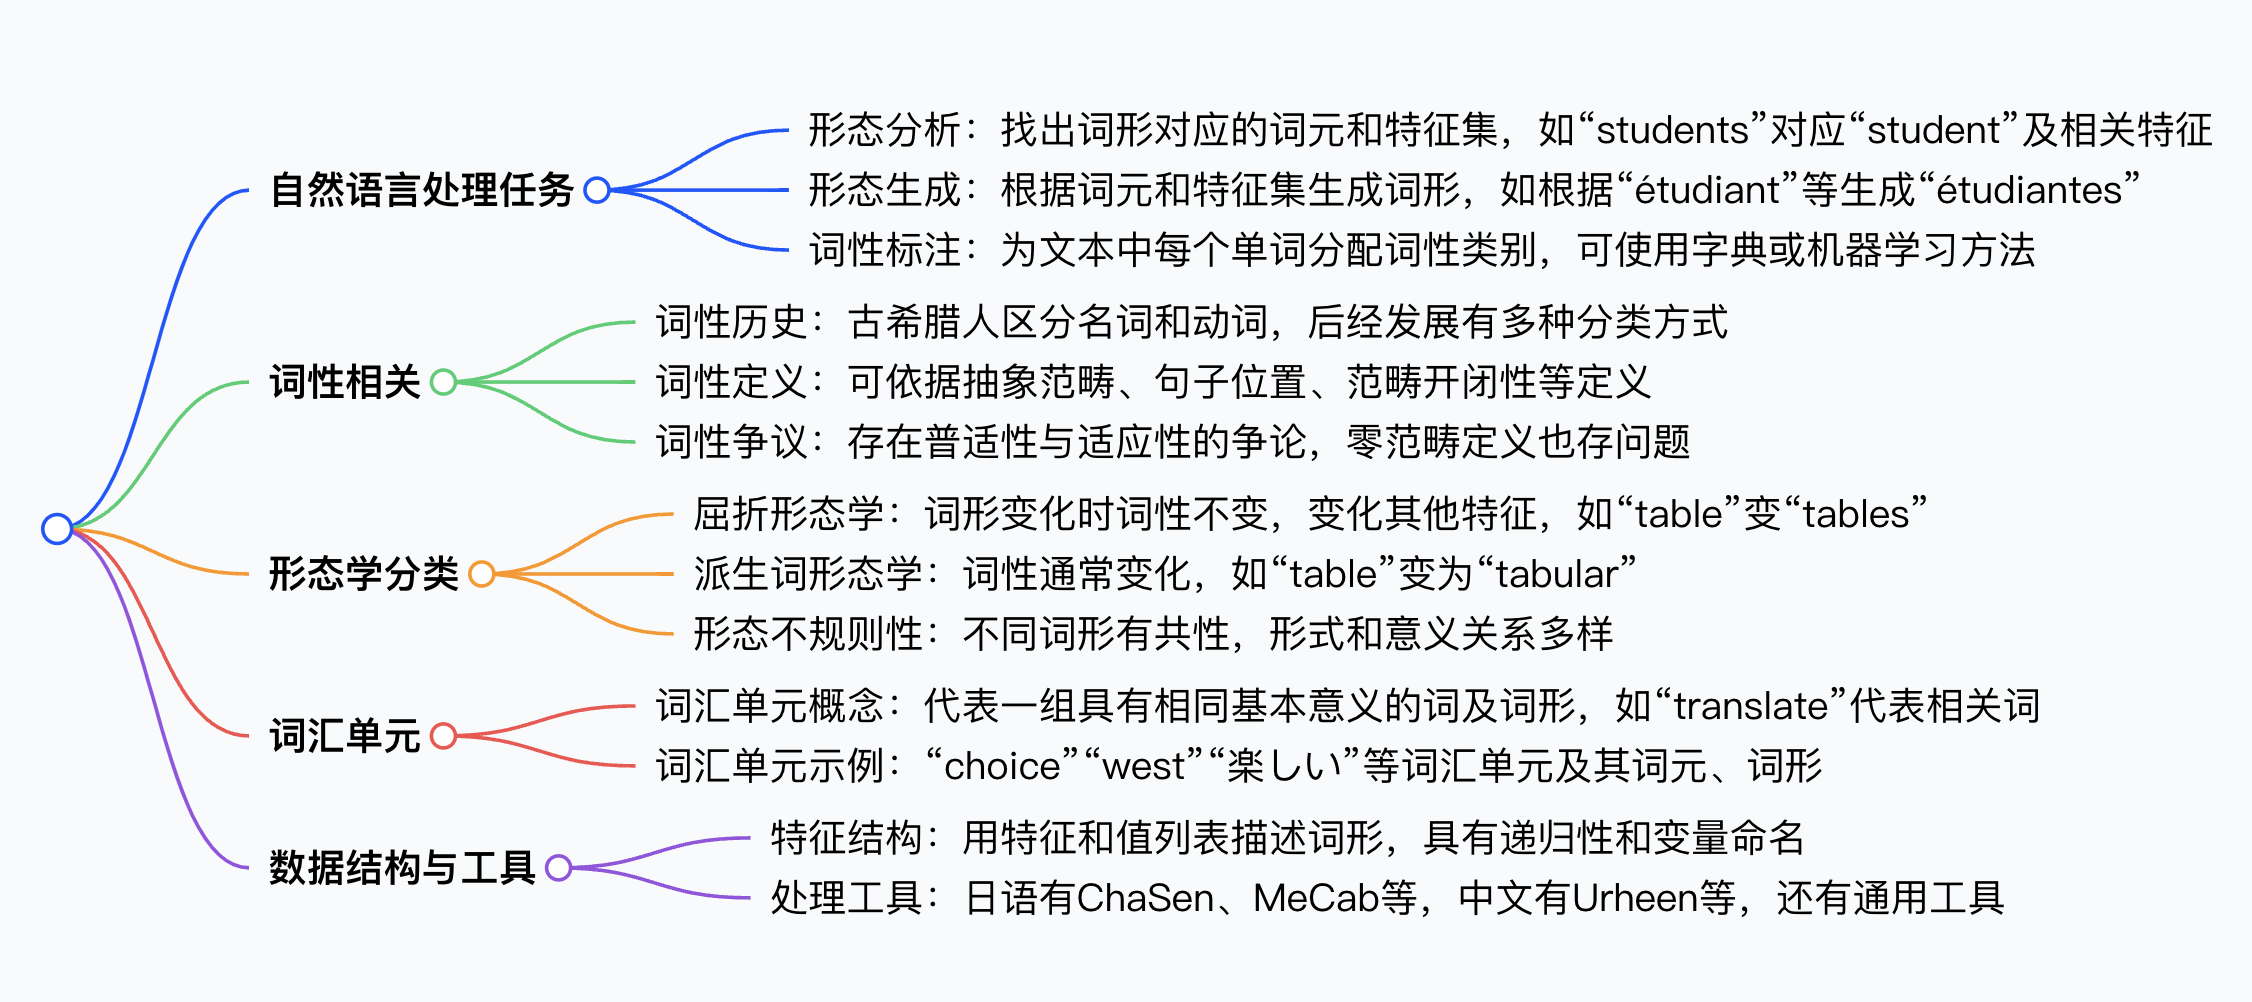 自然语言处理任务
形态分析：找出词形对应的词元和特征集，如“students”对应“student”及相关特征
形态生成：根据词元和特征集生成词形，如根据“étudiant”等生成“étudiantes”
词性标注：为文本中每个单词分配词性类别，可使用字典或机器学习方法
词性相关
词性历史：古希腊人区分名词和动词，后经发展有多种分类方式
词性定义：可依据抽象范畴、句子位置、范畴开闭性等定义
词性争议：存在普适性与适应性的争论，零范畴定义也存问题
形态学分类
屈折形态学：词形变化时词性不变，变化其他特征，如“table”变“tables”
派生词形态学：词性通常变化，如“table”变为“tabular”
形态不规则性：不同词形有共性，形式和意义关系多样
词汇单元
词汇单元概念：代表一组具有相同基本意义的词及词形，如“translate”代表相关词
词汇单元示例：“choice”“west”“楽しい”等词汇单元及其词元、词形
数据结构与工具
特征结构：用特征和值列表描述词形，具有递归性和变量命名
处理工具：日语有ChaSen、MeCab等，中文有Urheen等，还有通用工具